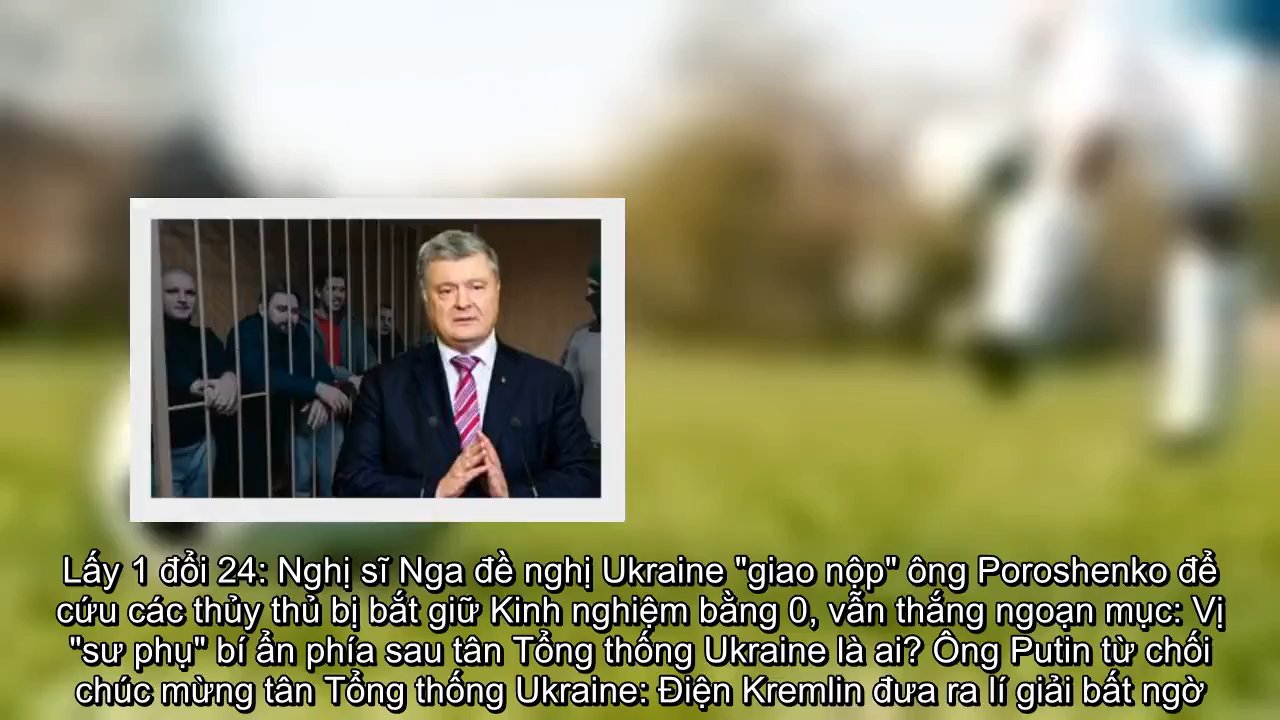 Lấy 1 đổi 24: Nghị sĩ Nga đề nghị Ukraine "giao nộp" ông Poroshenko để
cứu các thủy thủ bị bắt giữ Kinh nghiệm bằng 0, vẫn thắng ngoạn mục: Vị
"sư phụ" bí ẩn phía sau tân Tổng thống Ukraine là ai? Ông Putin từ chối
chúc mừng tân Tổng thống Ukraine: Điện Kremlin đưa ra lí giải bất ngờ